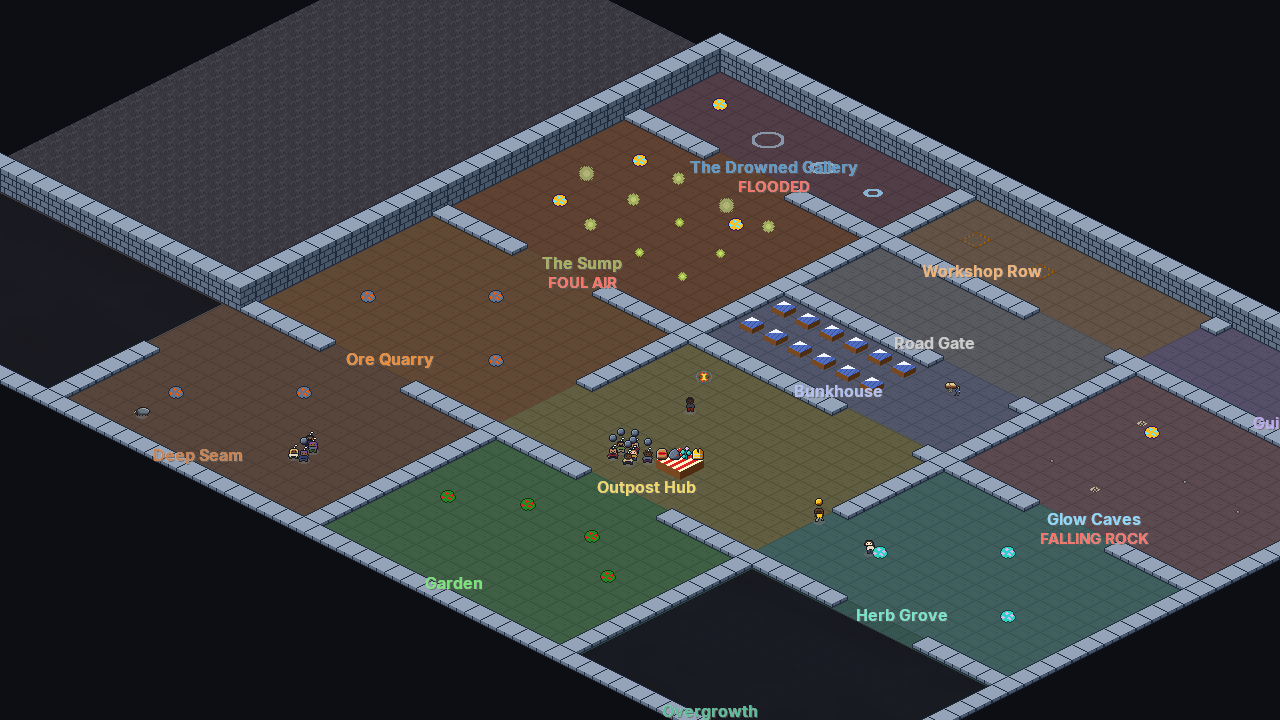 The Drowned Gallery
FLOODED
The Sump
FOUL AIR
Workshop Row
Road Gate
Ore Quarry
Bunkhouse
Gui
Deep Seam
Outpost Hub
Glow Caves
FALLING ROCK
Garden
Herb Grove
Overgrowth